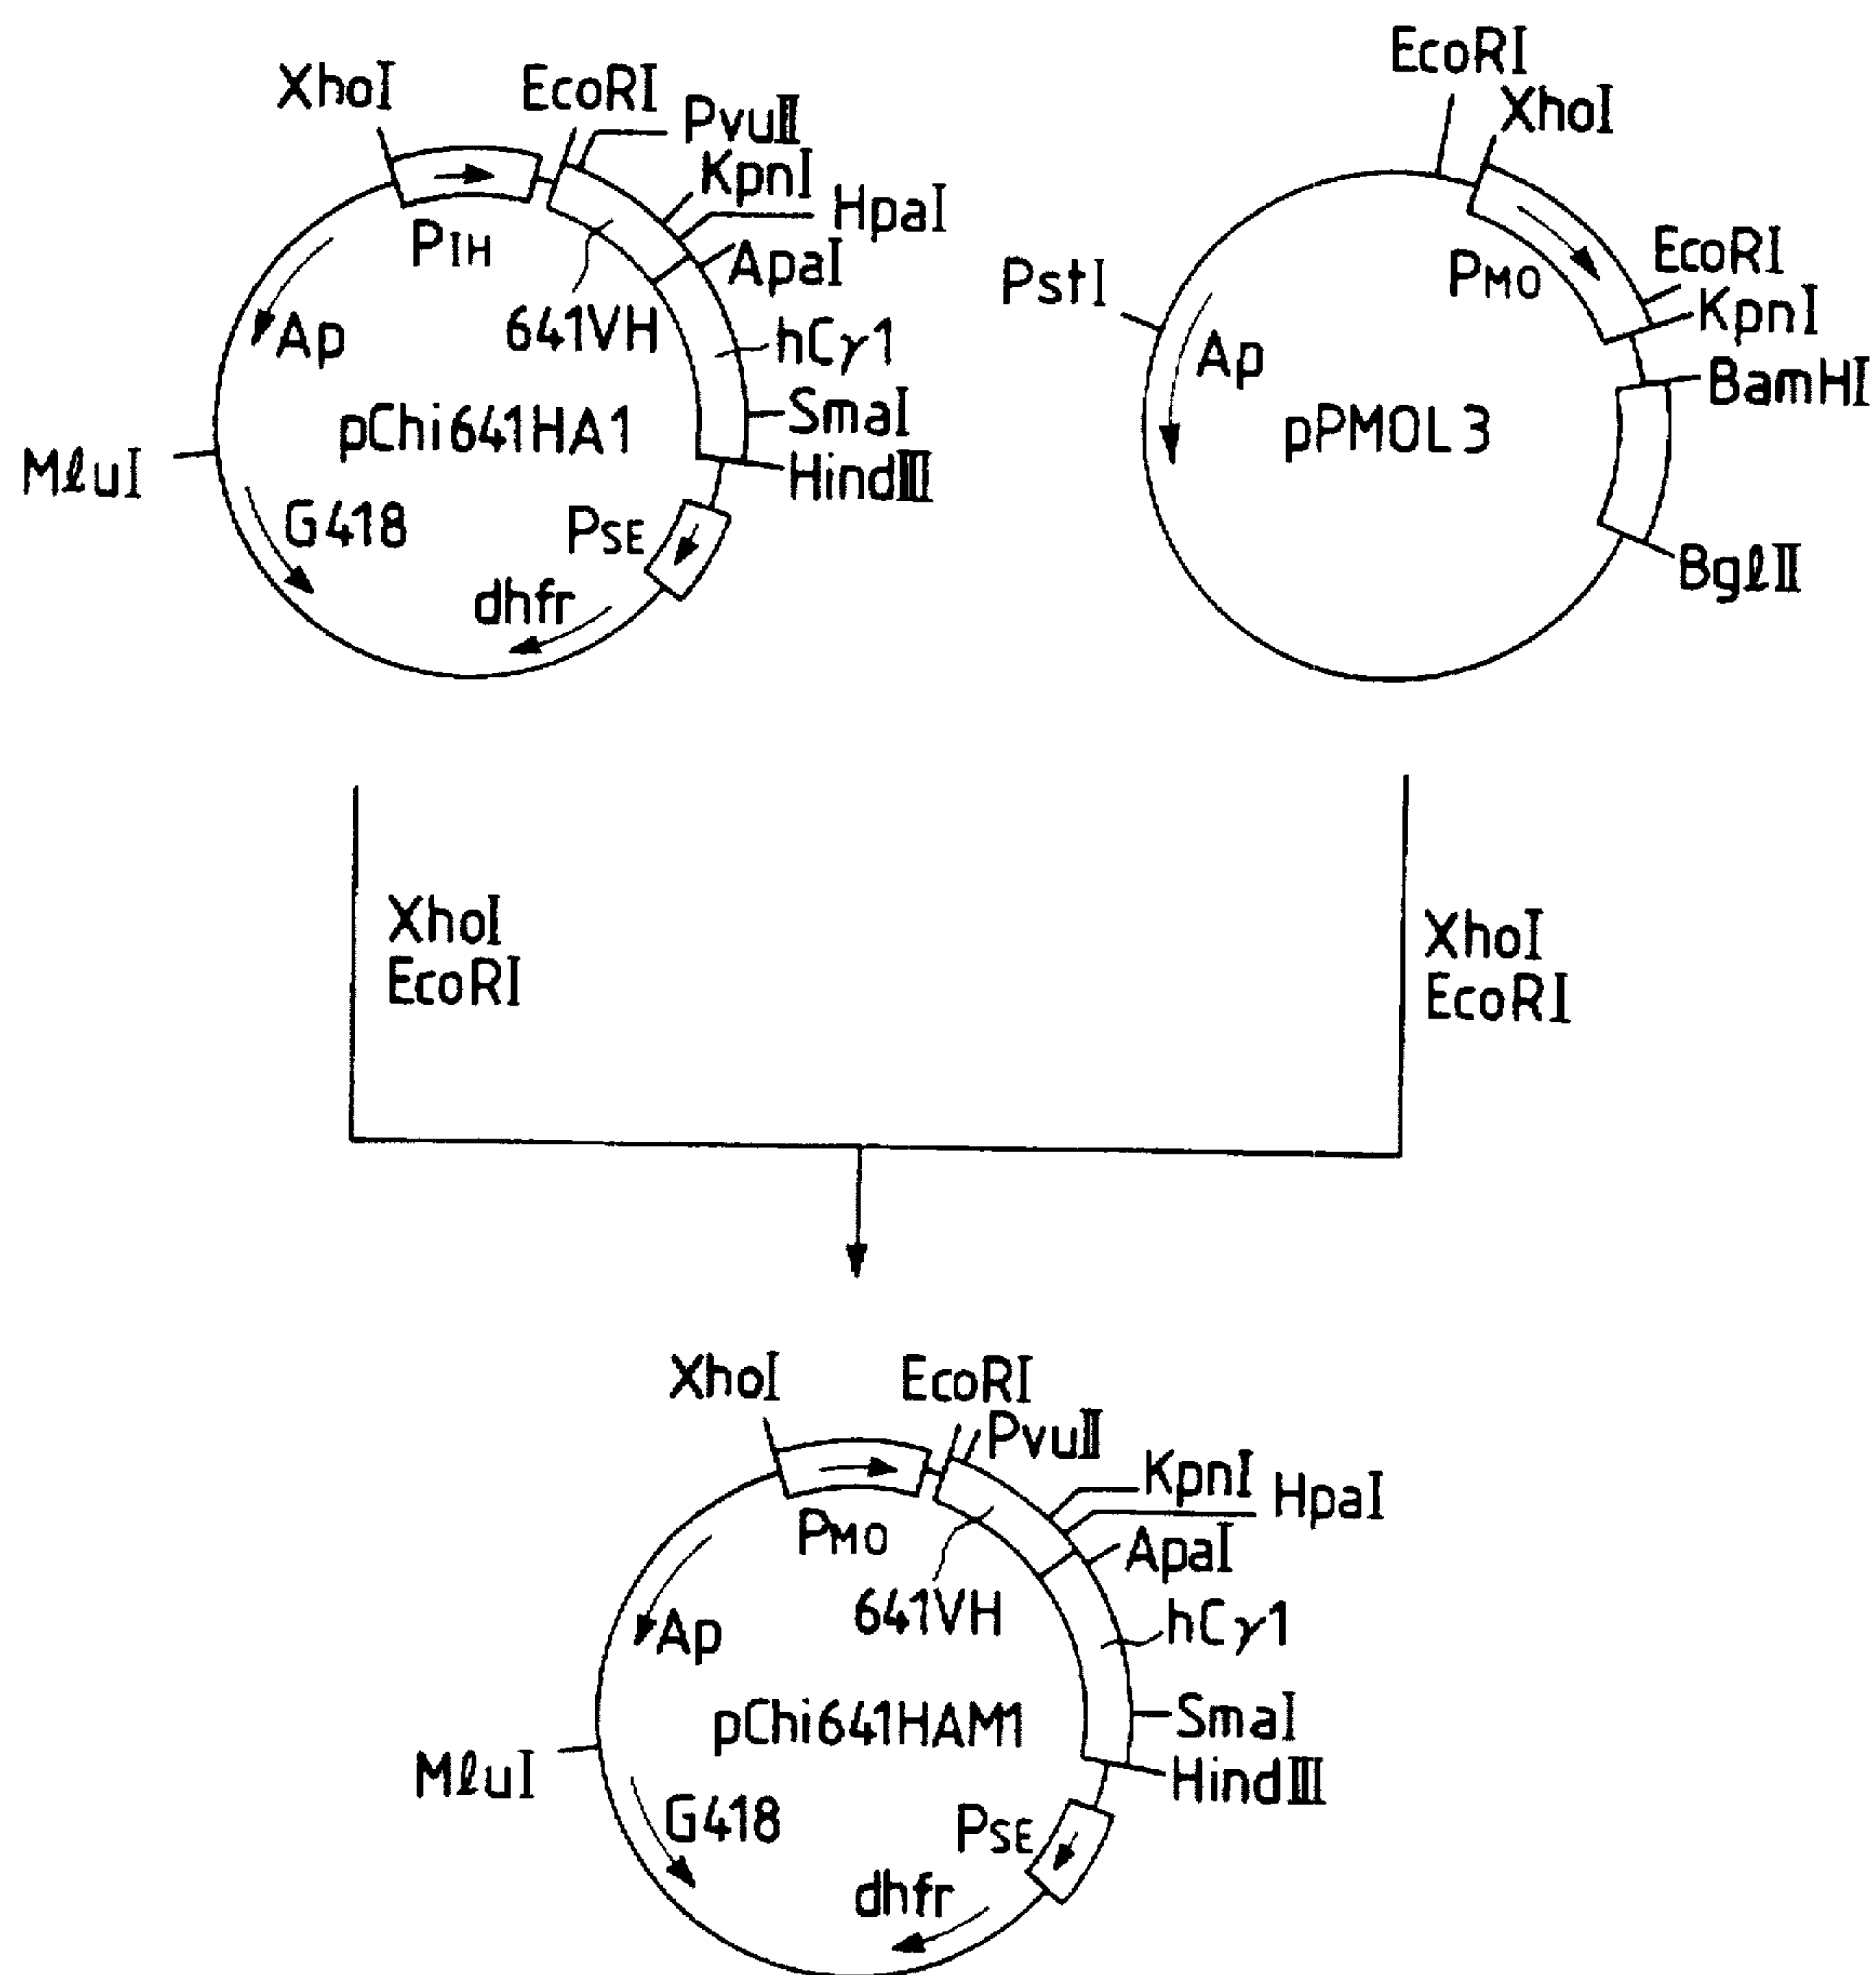 XhoI
EcoRI
PvuII
KpnI
HpaI
ApaI
PIH
641VH
Ap
hCγ1
pChi641HA1
SmaI
HindIII
MluI
G418
PSE
dhfr
EcoRI
XhoI
EcoRI
KpnI
PMO
PstI
Ap
BamHI
pPMOL3
BglII
XhoI
EcoRI
XhoI
EcoRI
XhoI
EcoRI
PvuII
KpnI
HpaI
ApaI
PMO
641VH
Ap
hCγ1
pChi641HAM1
SmaI
HindIII
MluI
G418
PSE
dhfr